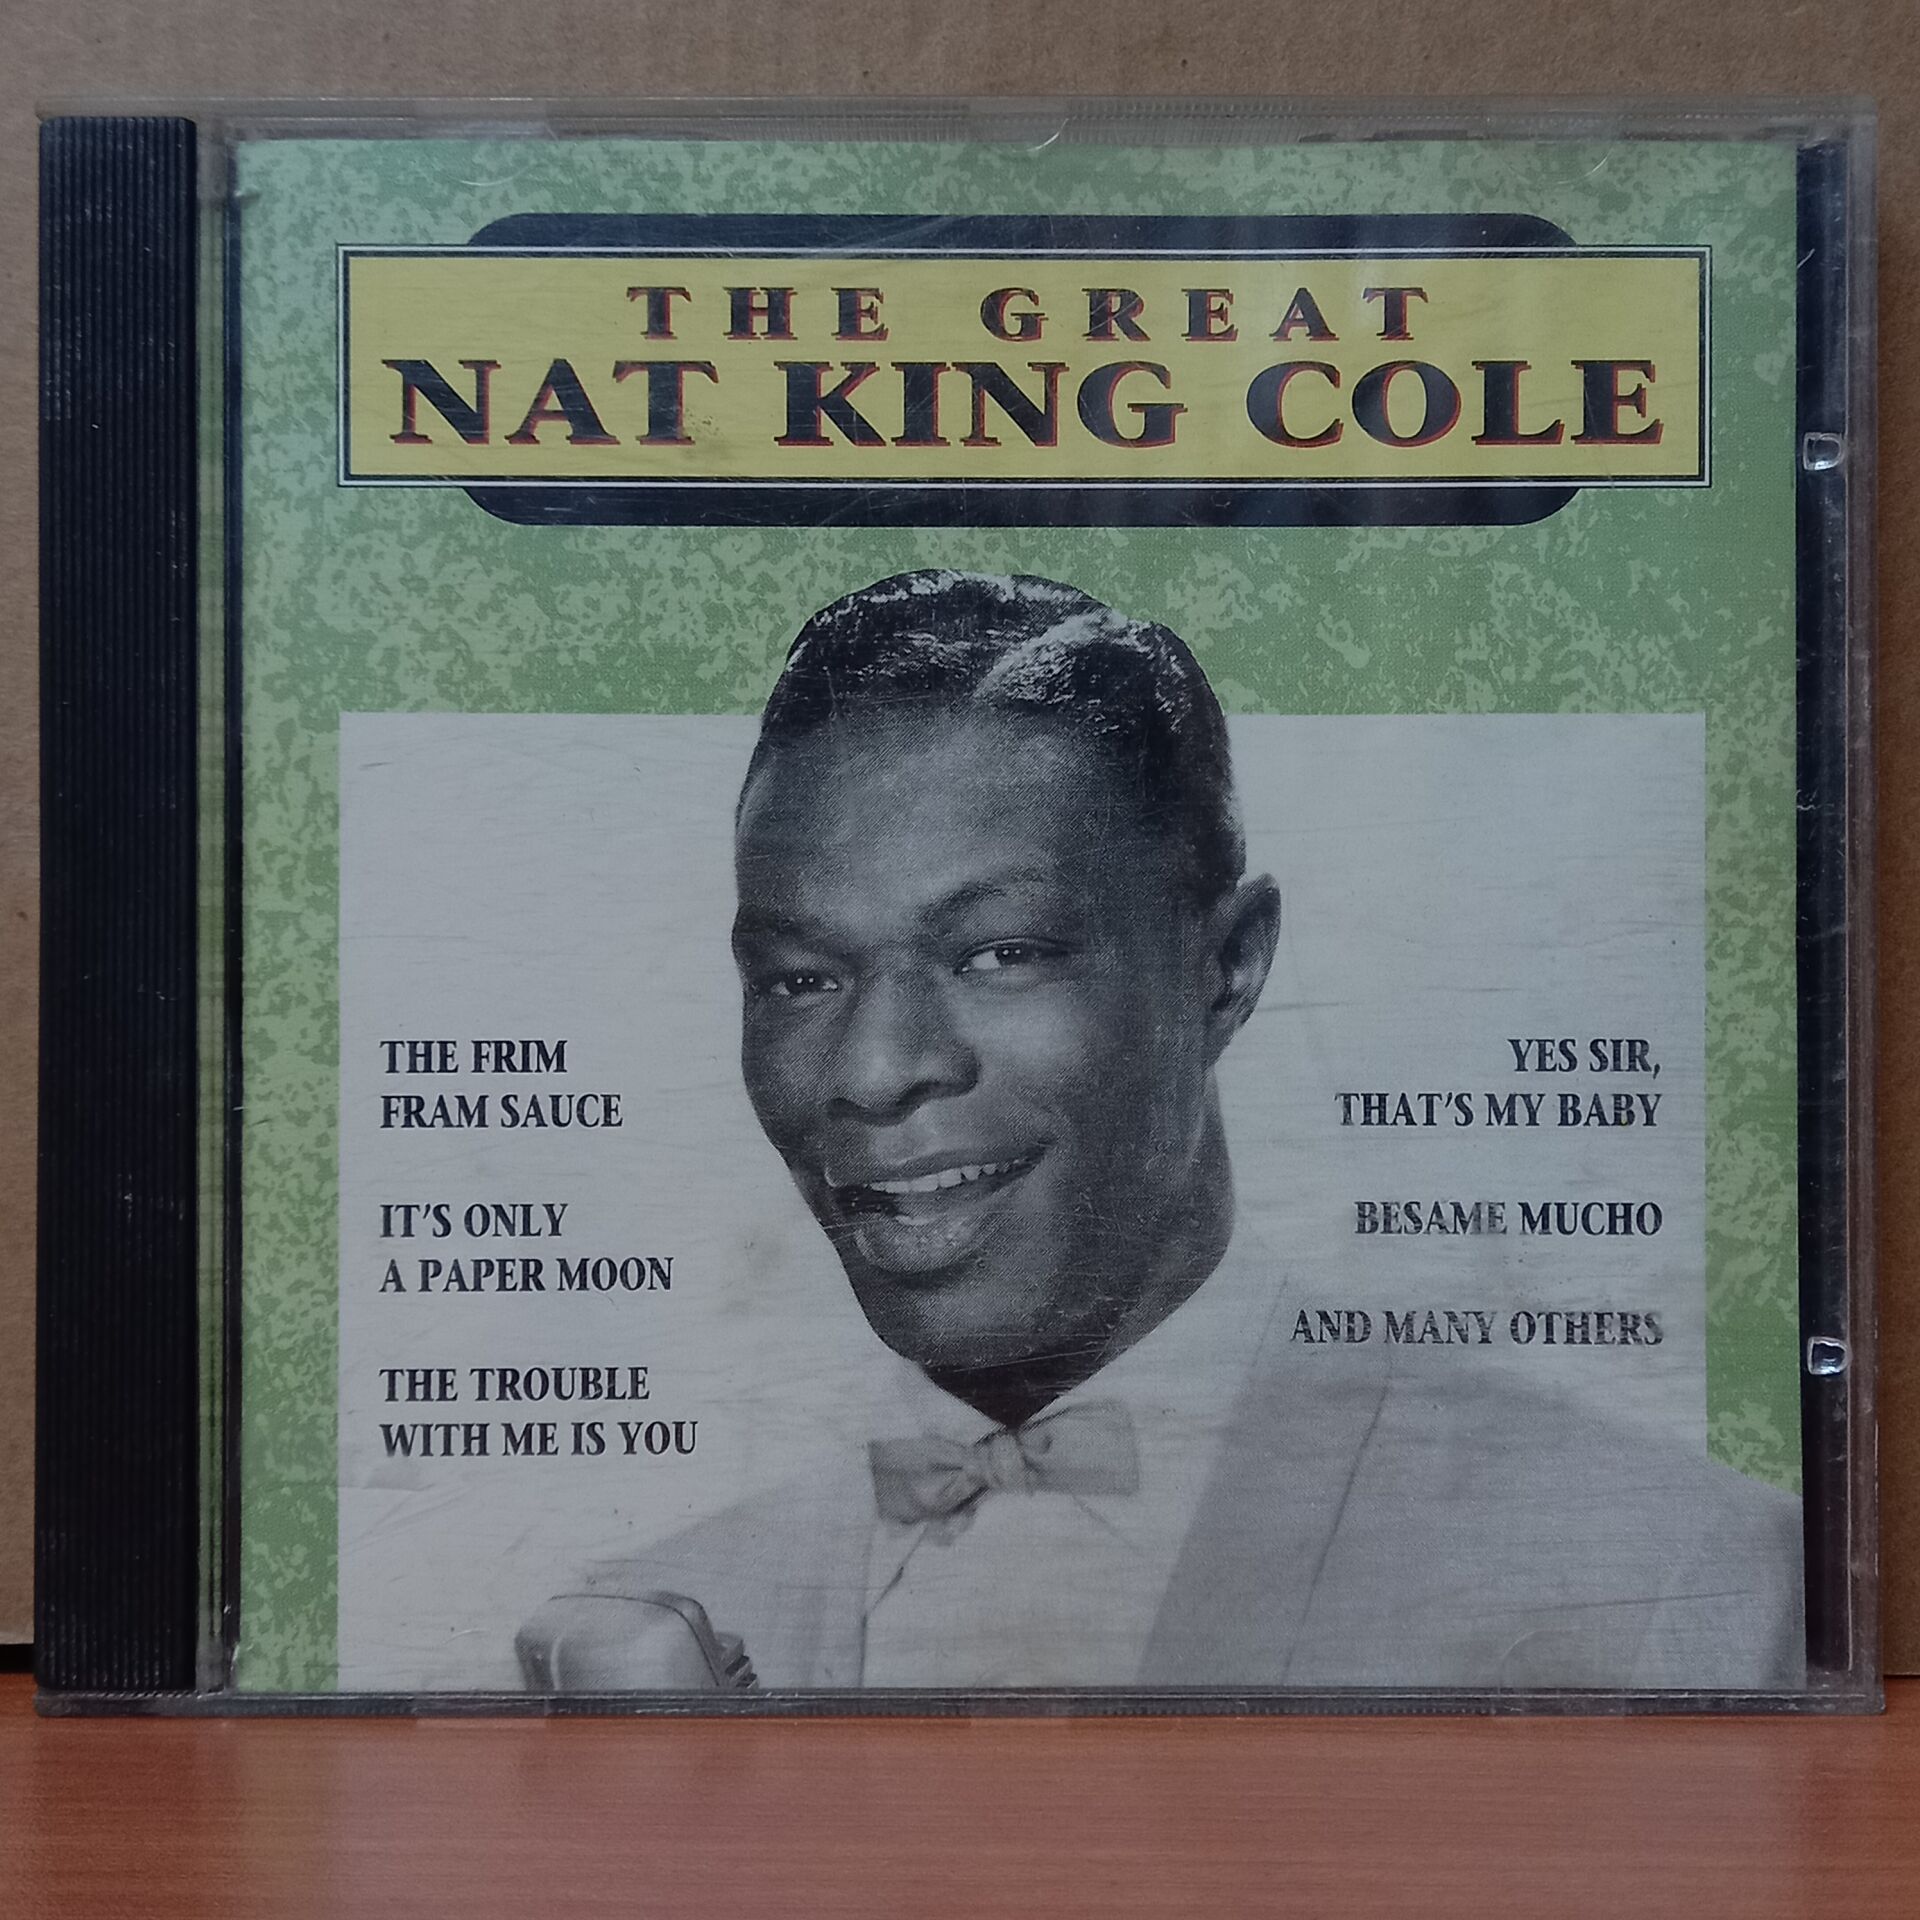 THE GREAT
NAT KING COLE
THE FRIM
FRAM SAUCE
IT'S ONLY
A PAPER MOON
THE TROUBLE
WITH ME IS YOU
YES SIR,
THAT'S MY BABY
BESAME MUCHO
AND MANY OTHERS